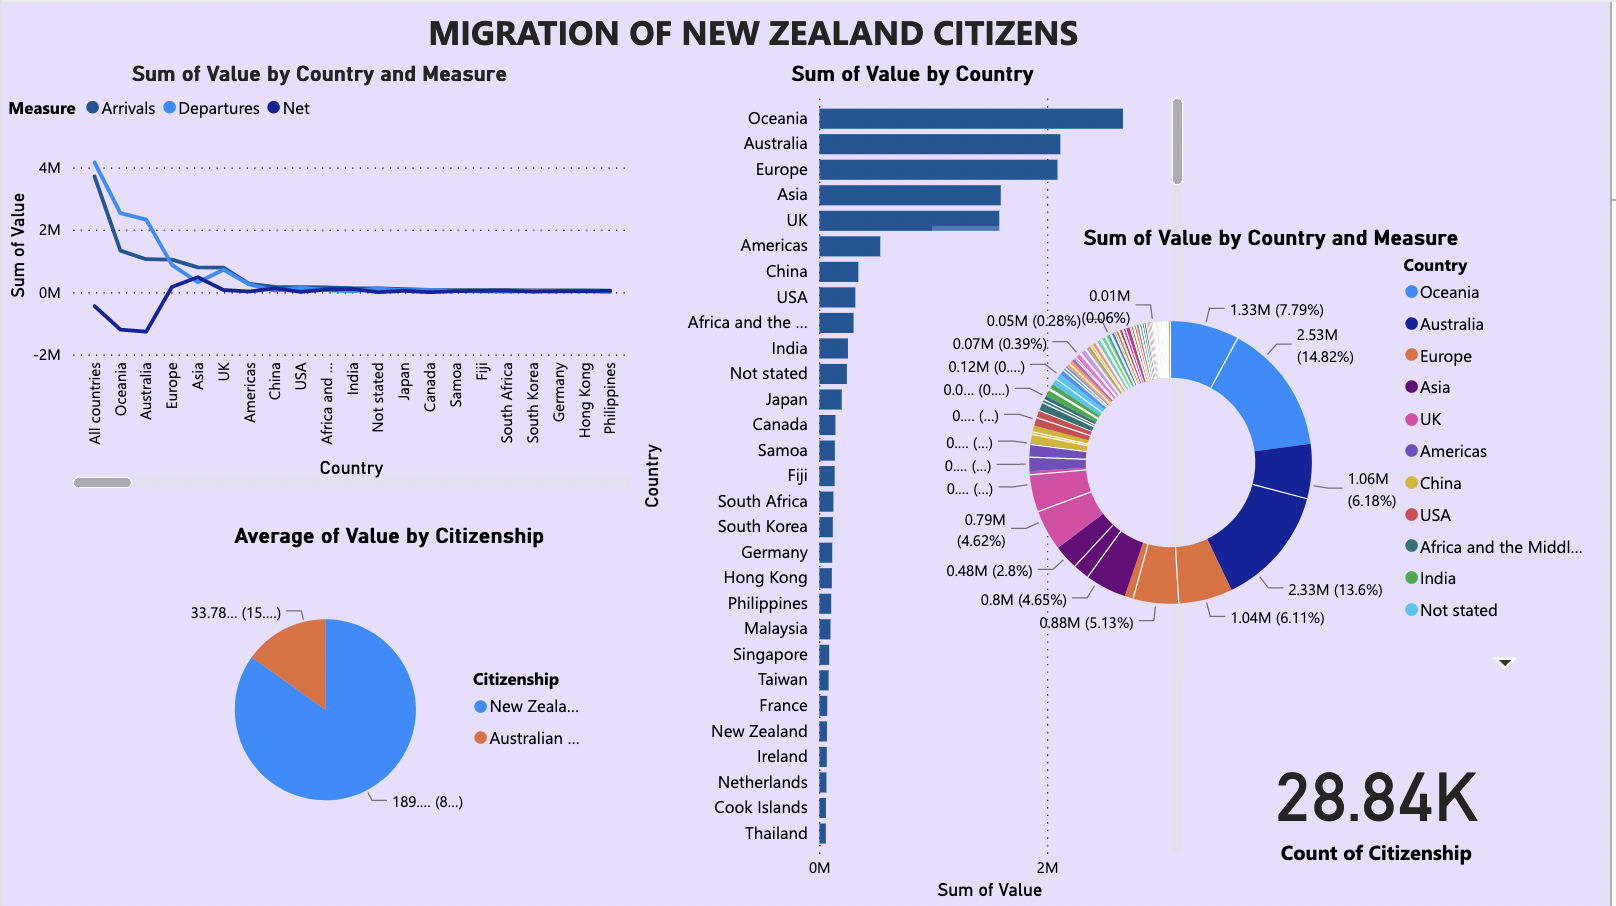 MIGRATION OF NEW ZEALAND CITIZENS
Sum of Value by Country and Measure
Measure Arrivals Departures Net
4M
2M
0M
-2M
Sum of Value
All countries
Oceania
Australia
Europe
Asia
UK
Americas
China
USA
Africa and ...
India
Not stated
Japan
Canada
Samoa
Fiji
South Africa
South Korea
Germany
Hong Kong
Philippines
Country
Average of Value by Citizenship
33.78... (15....)
189.... (8...)
Citizenship
New Zeala...
Australian ...
Sum of Value by Country
Country
Oceania
Australia
Europe
Asia
UK
Americas
China
USA
Africa and the ...
India
Not stated
Japan
Canada
Samoa
Fiji
South Africa
South Korea
Germany
Hong Kong
Philippines
Malaysia
Singapore
Taiwan
France
New Zealand
Ireland
Netherlands
Cook Islands
Thailand
0M
2M
Sum of Value
Sum of Value by Country and Measure
1.33M (7.79%)
2.53M
(14.82%)
1.06M
(6.18%)
2.33M (13.6%)
1.04M (6.11%)
0.88M (5.13%)
0.8M (4.65%)
0.48M (2.8%)
0.79M
(4.62%)
0.... (...)
0.... (...)
0.... (...)
0.... (...)
0.0... (0....)
0.12M (0....)
0.07M (0.39%)
0.05M (0.28%)
0.01M
(0.06%)
Country
Oceania
Australia
Europe
Asia
UK
Americas
China
USA
Africa and the Middl...
India
Not stated
28.84K
Count of Citizenship